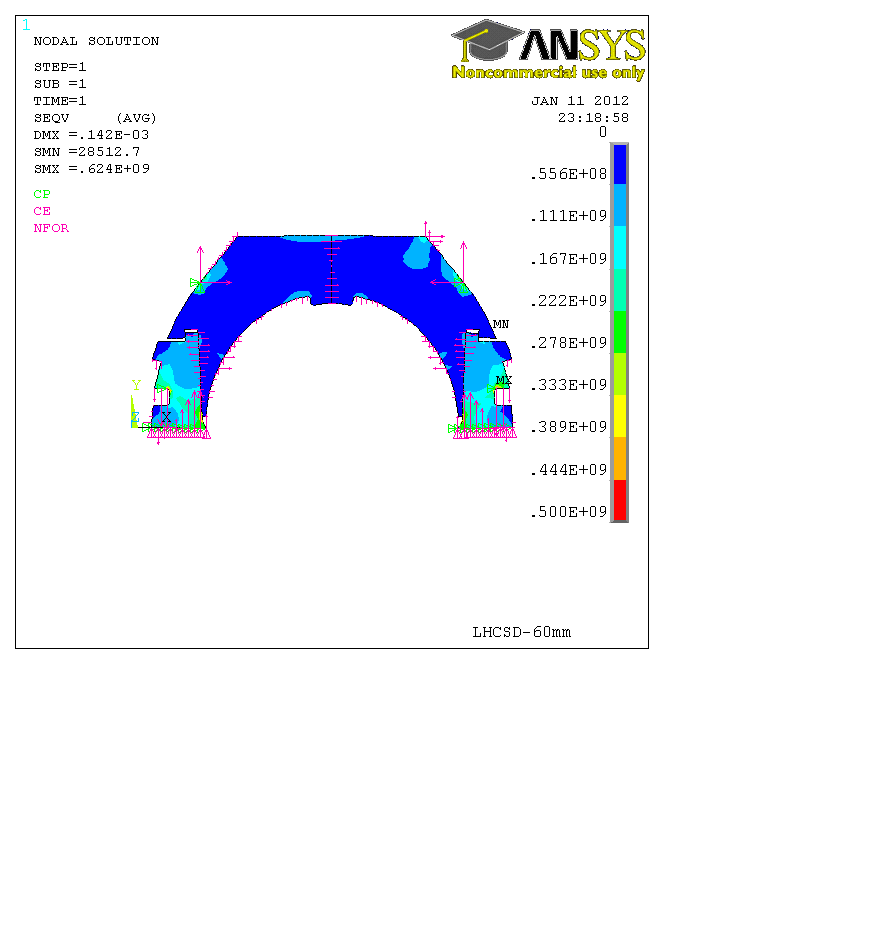 1
NODAL SOLUTION
STEP=1
SUB =1
TIME=1
SEQV (AVG)
DMX =.142E-03
SMN =28512.7
SMX =.624E+09
CP
CE
NFOR
ANSYS
Noncommercial use only
JAN 11 2012
23:18:58
0
.556E+08
.111E+09
.167E+09
.222E+09
.278E+09
.333E+09
.389E+09
.444E+09
.500E+09
MN
MX
Y
Z
X
LHCSD-60mm